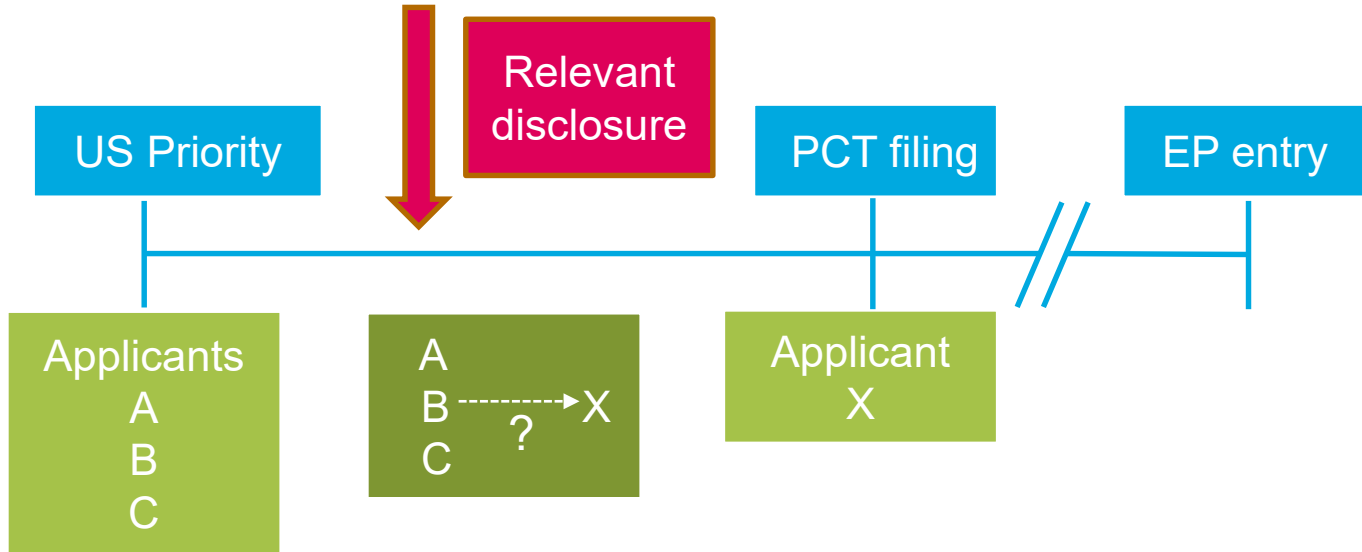 Relevant
disclosure
US Priority
PCT filing
EP entry
Applicants
A
B
C
A
B X
?
C
Applicant
X